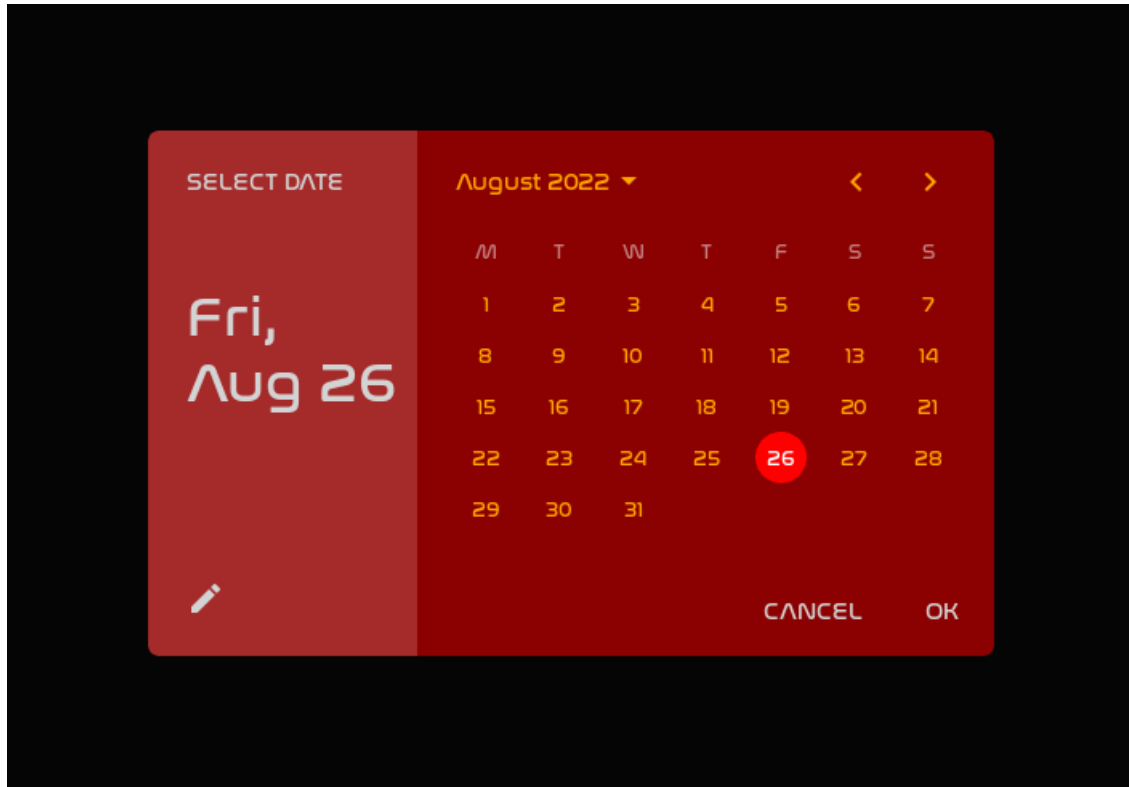 SELECT DATE
Fri,
Aug 26
August 2022
M T W T F S S
1 2 3 4 5 6 7
8 9 10 11 12 13 14
15 16 17 18 19 20 21
22 23 24 25 26 27 28
29 30 31
CANCEL OK